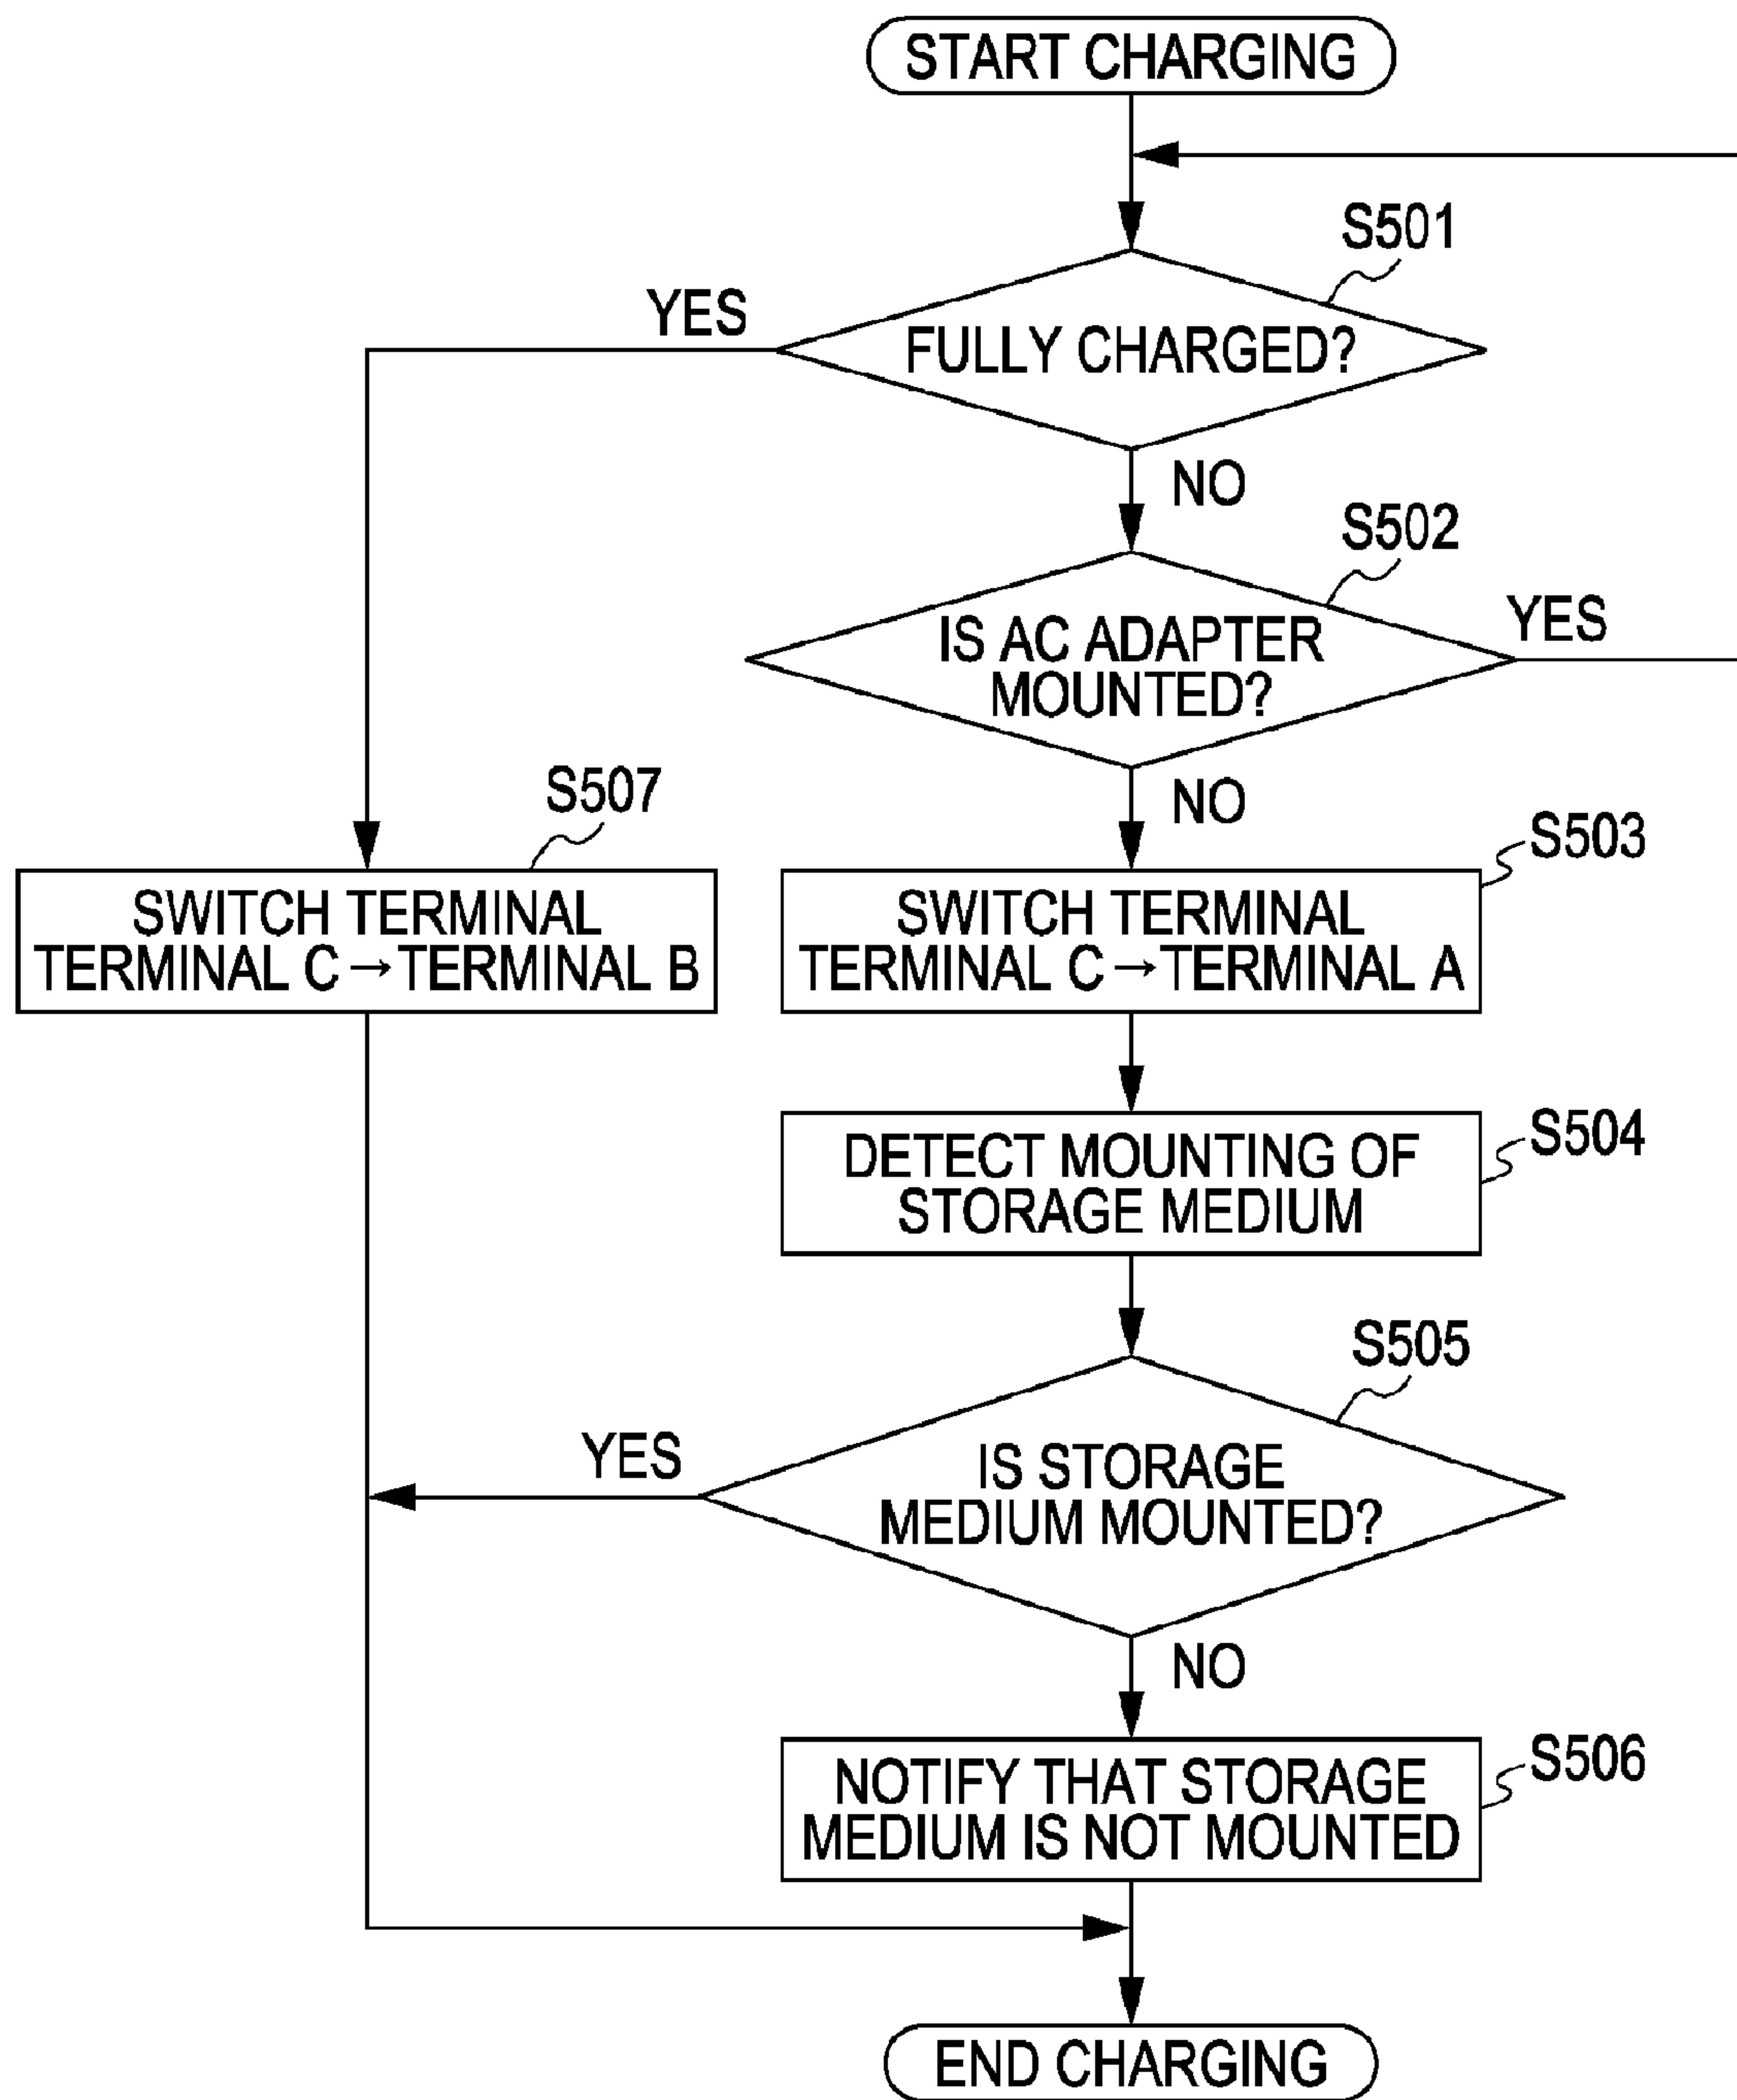 START CHARGING
S501
YES
FULLY CHARGED?
NO
S502
IS AC ADAPTER
MOUNTED?
YES
NO
S507
S503
SWITCH TERMINAL
TERMINAL C→TERMINAL B
SWITCH TERMINAL
TERMINAL C→TERMINAL A
S504
DETECT MOUNTING OF
STORAGE MEDIUM
S505
YES
IS STORAGE
MEDIUM MOUNTED?
NO
S506
NOTIFY THAT STORAGE
MEDIUM IS NOT MOUNTED
END CHARGING